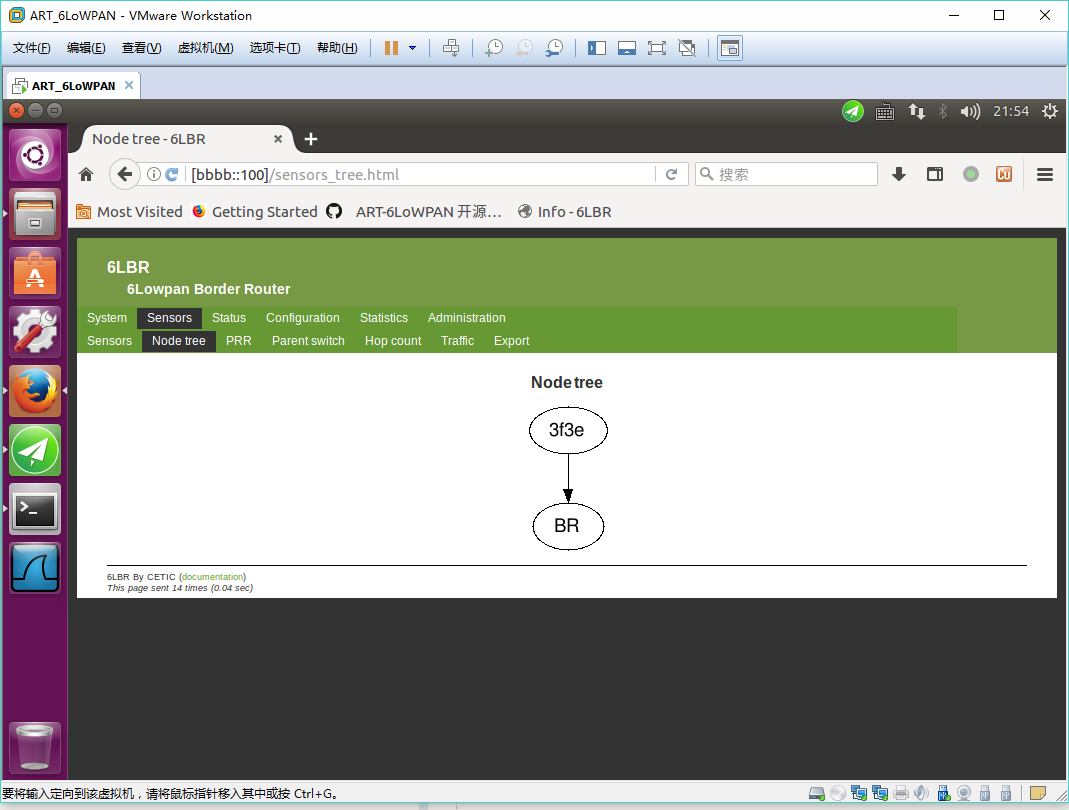 ART_6LoWPAN - VMware Workstation
文件(F) 编辑(E) 查看(V) 虚拟机(M) 选项卡(T) 帮助(H)
ART_6LoWPAN
21:54
Node tree - 6LBR
[bbbb::100]/sensors_tree.html
搜索
Most Visited Getting Started ART-6LoWPAN 开源... Info - 6LBR
6LBR
6Lowpan Border Router
System Sensors Status Configuration Statistics Administration
Sensors Node tree PRR Parent switch Hop count Traffic Export
Node tree
3f3e
BR
6LBR By CETIC (documentation)
This page sent 14 times (0.04 sec)
要将输入定向到该虚拟机，请将鼠标指针移入其中或按 Ctrl+G。